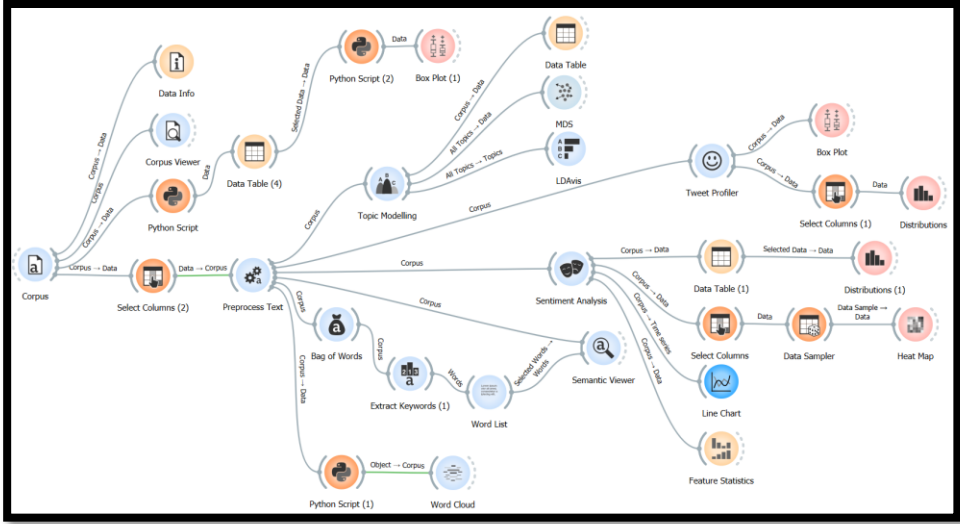 Data Info
Corpus Viewer
Python Script
Data Table (4)
Python Script (2)
Box Plot (1)
Data Table
MDS
LDAvis
Topic Modelling
Tweet Profiler
Box Plot
Select Columns (1)
Distributions
Corpus
Select Columns (2)
Preprocess Text
Sentiment Analysis
Data Table (1)
Distributions (1)
Select Columns
Data Sampler
Heat Map
Line Chart
Feature Statistics
Bag of Words
Extract Keywords (1)
Word List
Semantic Viewer
Python Script (1)
Word Cloud
Corpus → Data
Corpus
Corpus → Data
Corpus → Data
Data
Selected Data → Data
Data
Data → Corpus
Corpus
Corpus → Data
All Topics → Data
All Topics → Topics
Corpus
Corpus → Data
Corpus → Data
Data
Corpus
Corpus → Data
Selected Data → Data
Corpus → Data
Data
Data Sample →
Data
Corpus → Time series
Corpus → Data
Corpus
Corpus
Corpus
Words
Selected Words →
Words
Corpus → Data
Object → Corpus